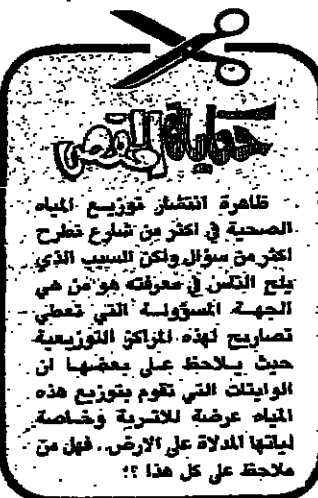 حكاية المقص
ظاهرة انتشار توزيع المياه
الصحية في اكثر من شارع تطرح
اكثر من سؤال ولكن السبب الذي
يلح الناس في معرفته هو من هي
الجهة المسؤولة التي تعطي
تصاريح لهذه المراكز التوزيعية
حيث يلاحظ على بعضها ان
الوايتات التي تقوم بتوزيع هذه
المياه عرضة للاتربة وخاصة
لياتها المدلاة على الارض.. فهل من
ملاحظ على كل هذا ؟!